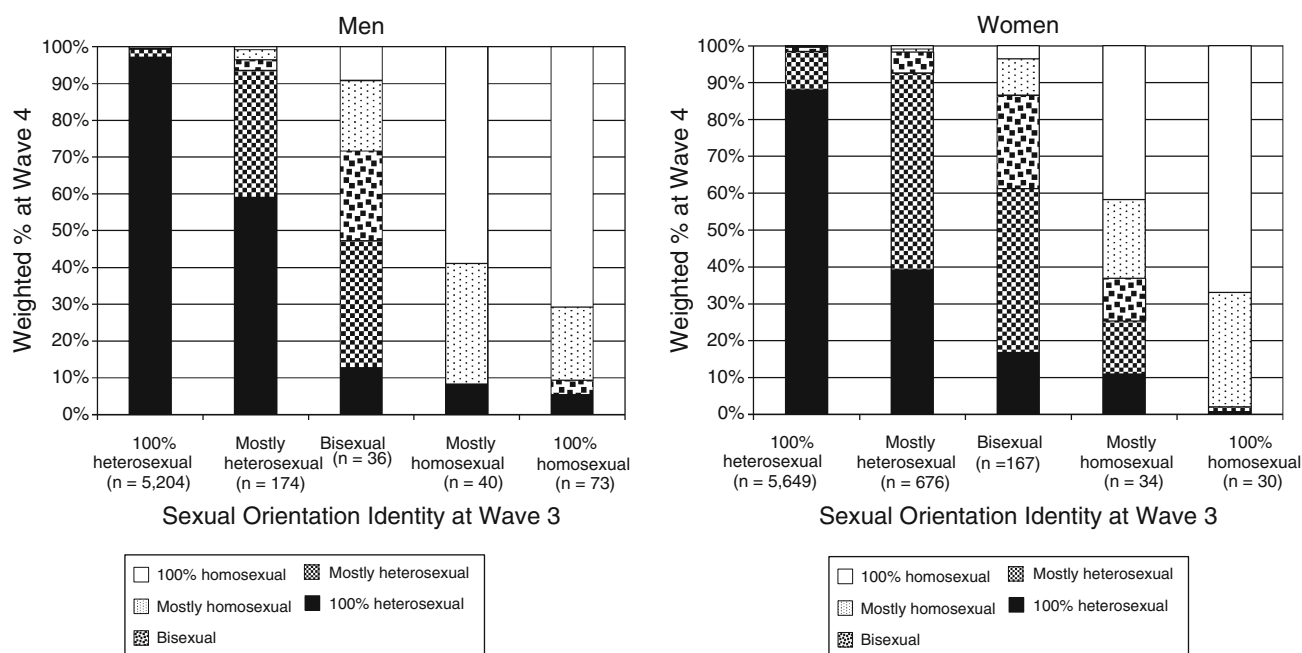 Men
Weighted % at Wave 4
100%
90%
80%
70%
60%
50%
40%
30%
20%
10%
0%
100%
heterosexual
(n = 5,204)
Mostly
heterosexual
(n = 174)
Bisexual
(n = 36)
Mostly
homosexual
(n = 40)
100%
homosexual
(n = 73)
Sexual Orientation Identity at Wave 3
100% homosexual
Mostly heterosexual
Mostly homosexual
100% heterosexual
Bisexual
Women
Weighted % at Wave 4
100%
90%
80%
70%
60%
50%
40%
30%
20%
10%
0%
100%
heterosexual
(n = 5,649)
Mostly
heterosexual
(n = 676)
Bisexual
(n =167)
Mostly
homosexual
(n = 34)
100%
homosexual
(n = 30)
Sexual Orientation Identity at Wave 3
100% homosexual
Mostly heterosexual
Mostly homosexual
100% heterosexual
Bisexual